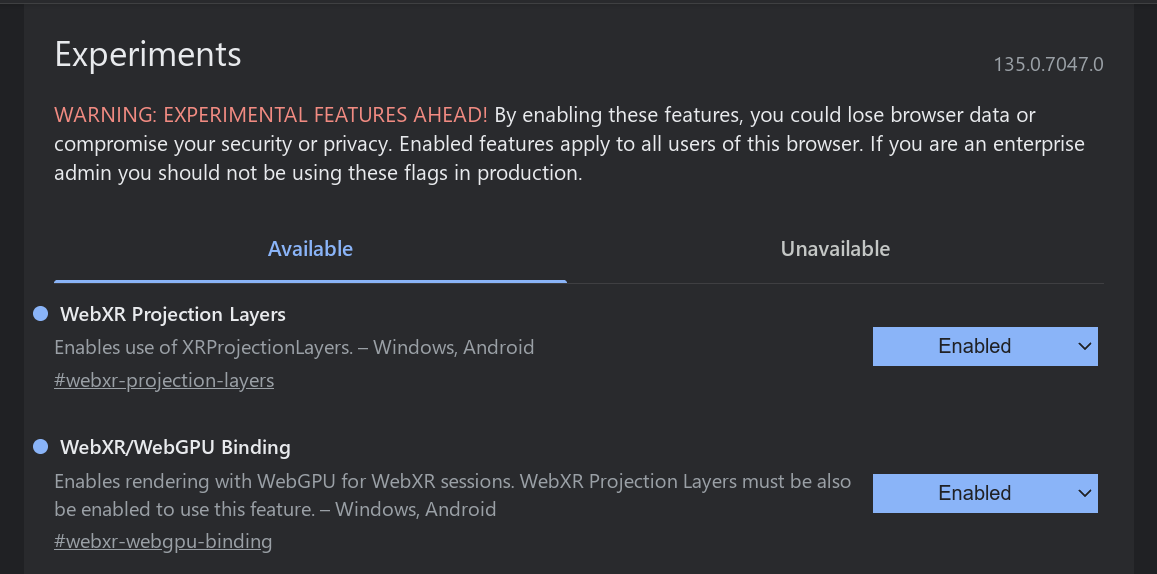 Experiments
135.0.7047.0
WARNING: EXPERIMENTAL FEATURES AHEAD! By enabling these features, you could lose browser data or
compromise your security or privacy. Enabled features apply to all users of this browser. If you are an enterprise
admin you should not be using these flags in production.
Available
Unavailable
WebXR Projection Layers
Enables use of XRProjectionLayers. – Windows, Android
#webxr-projection-layers
Enabled
WebXR/WebGPU Binding
Enables rendering with WebGPU for WebXR sessions. WebXR Projection Layers must be also
be enabled to use this feature. – Windows, Android
#webxr-webgpu-binding
Enabled